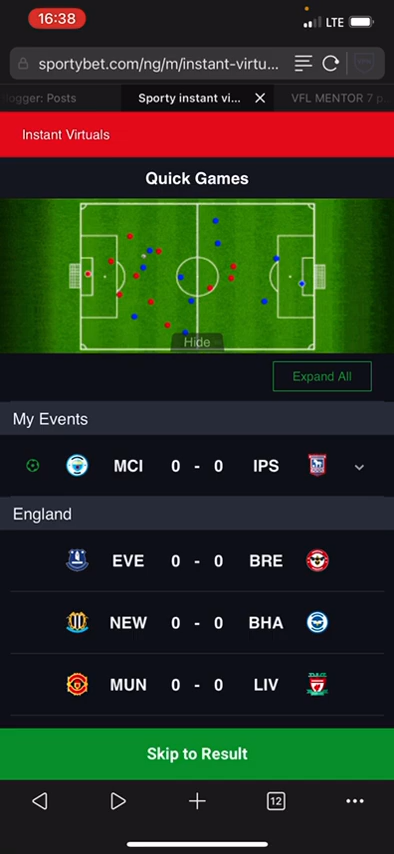 16:38
LTE
sportybet.com/ng/m/instant-virtu...
logger: Posts
Sporty instant vi...
VFL MENTOR 7 p
Instant Virtuals
Quick Games
Hide
Expand All
My Events
MCI 0 - 0 IPS
England
EVE 0 - 0 BRE
NEW 0 - 0 BHA
MUN 0 - 0 LIV
Skip to Result
12